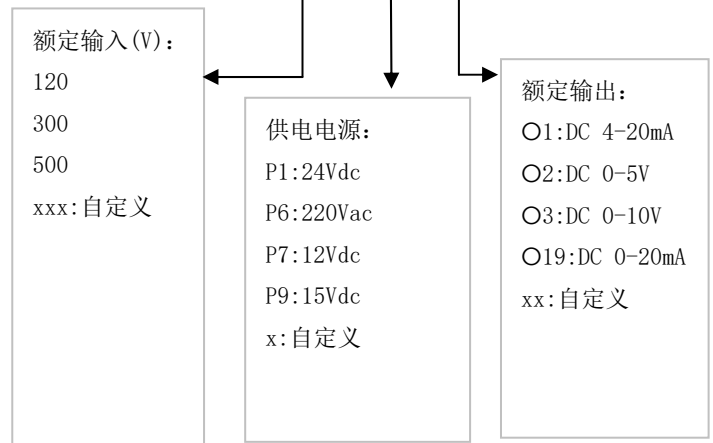 额定输入(V):
120
300
500
xxx:自定义
供电电源:
P1:24Vdc
P6:220Vac
P7:12Vdc
P9:15Vdc
x:自定义
额定输出:
O1:DC 4-20mA
O2:DC 0-5V
O3:DC 0-10V
O19:DC 0-20mA
xx:自定义